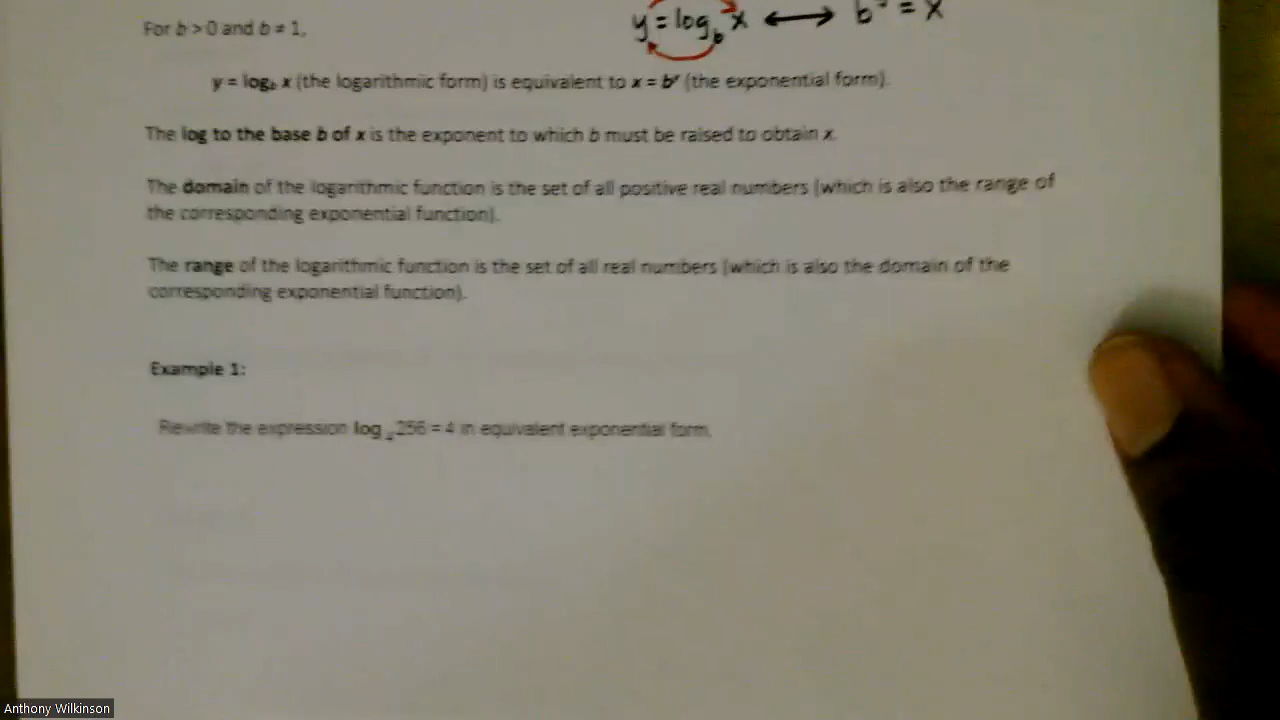 For b > 0 and b ≠ 1,
y = log_b x ⟷ b^y = x
y = log_b x (the logarithmic form) is equivalent to x = b^y (the exponential form).
The log to the base b of x is the exponent to which b must be raised to obtain x.
The domain of the logarithmic function is the set of all positive real numbers (which is also the range of
the corresponding exponential function).
The range of the logarithmic function is the set of all real numbers (which is also the domain of the
corresponding exponential function).
Example 1:
Rewrite the expression log 256 = 4 in equivalent exponential form.
Anthony Wilkinson